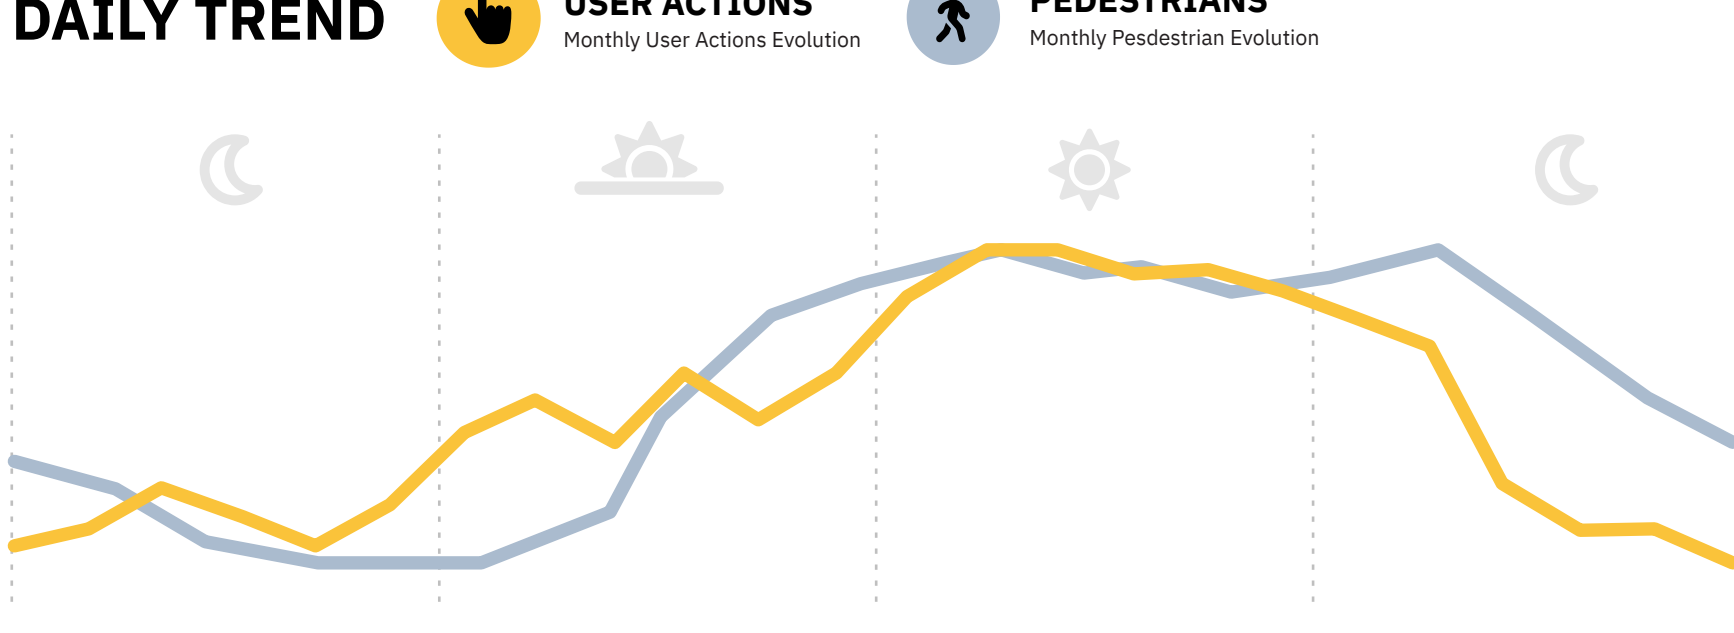 DAILY TREND
USER ACTIONS
Monthly User Actions Evolution
PEDESTRIANS
Monthly Pesdestrian Evolution